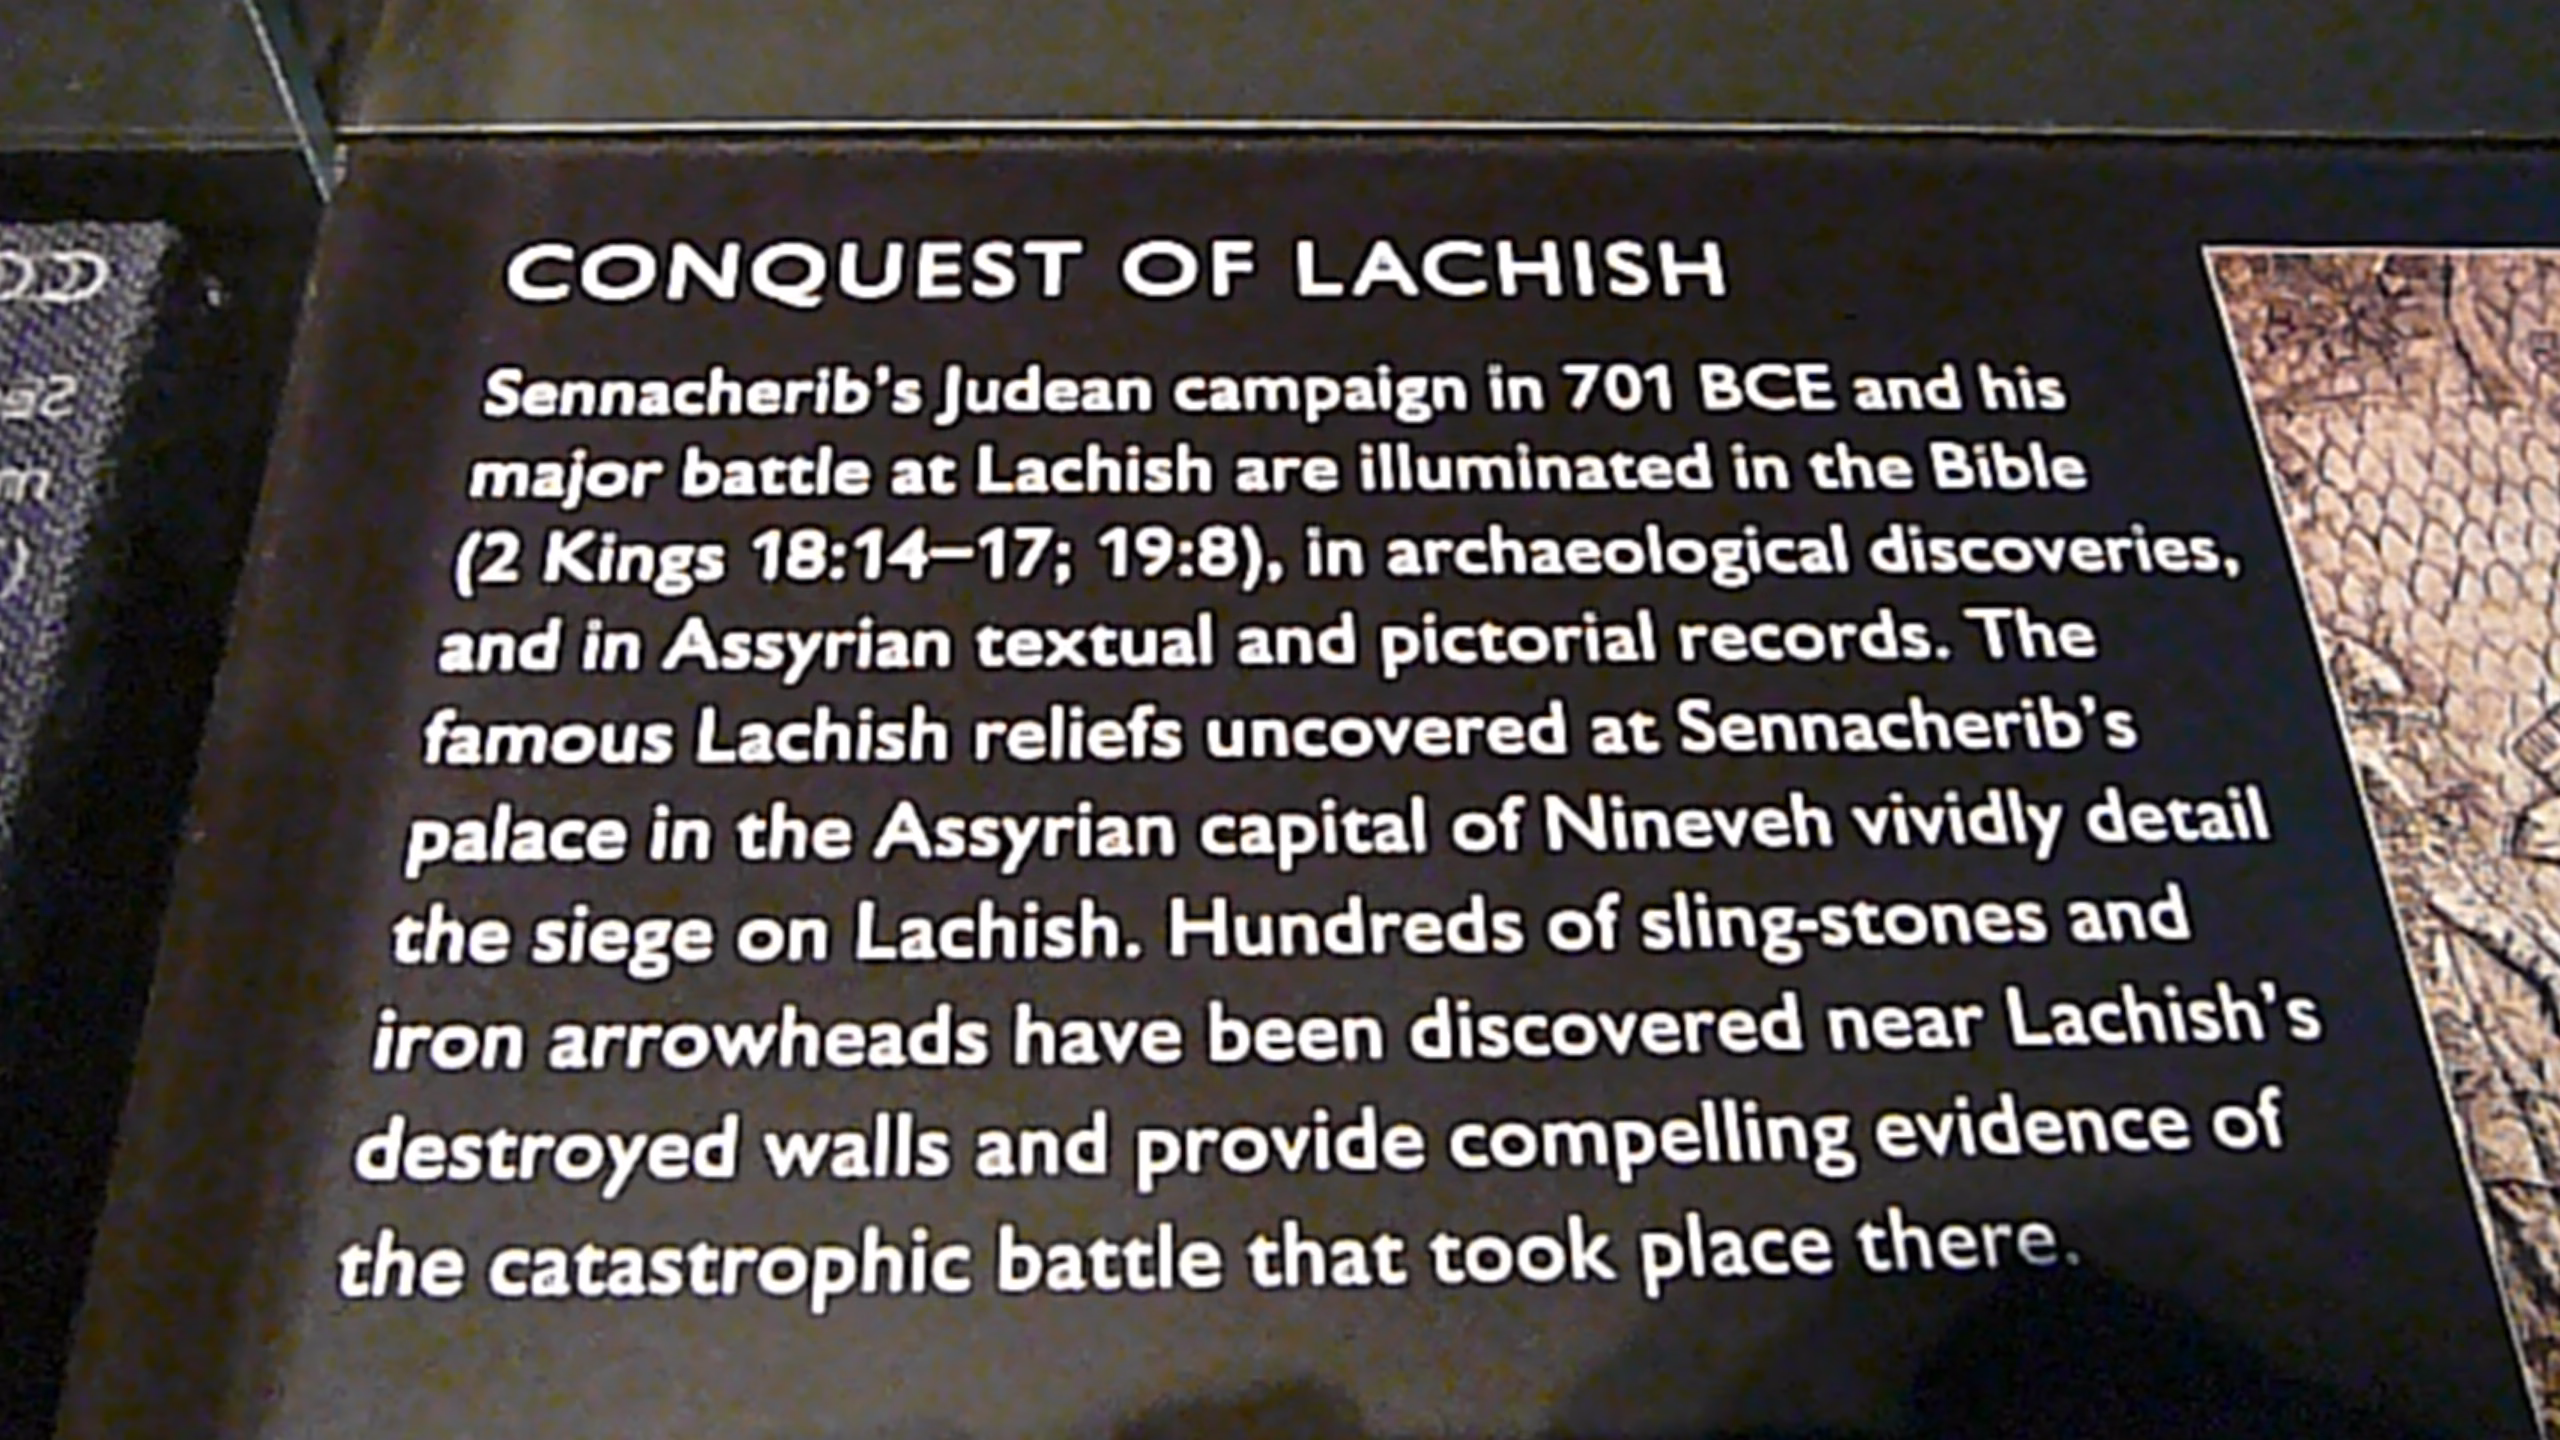 CONQUEST OF LACHISH
Sennacherib's Judean campaign in 701 BCE and his
major battle at Lachish are illuminated in the Bible
(2 Kings 18:14–17; 19:8), in archaeological discoveries,
and in Assyrian textual and pictorial records. The
famous Lachish reliefs uncovered at Sennacherib's
palace in the Assyrian capital of Nineveh vividly detail
the siege on Lachish. Hundreds of sling-stones and
iron arrowheads have been discovered near Lachish's
destroyed walls and provide compelling evidence of
the catastrophic battle that took place there.